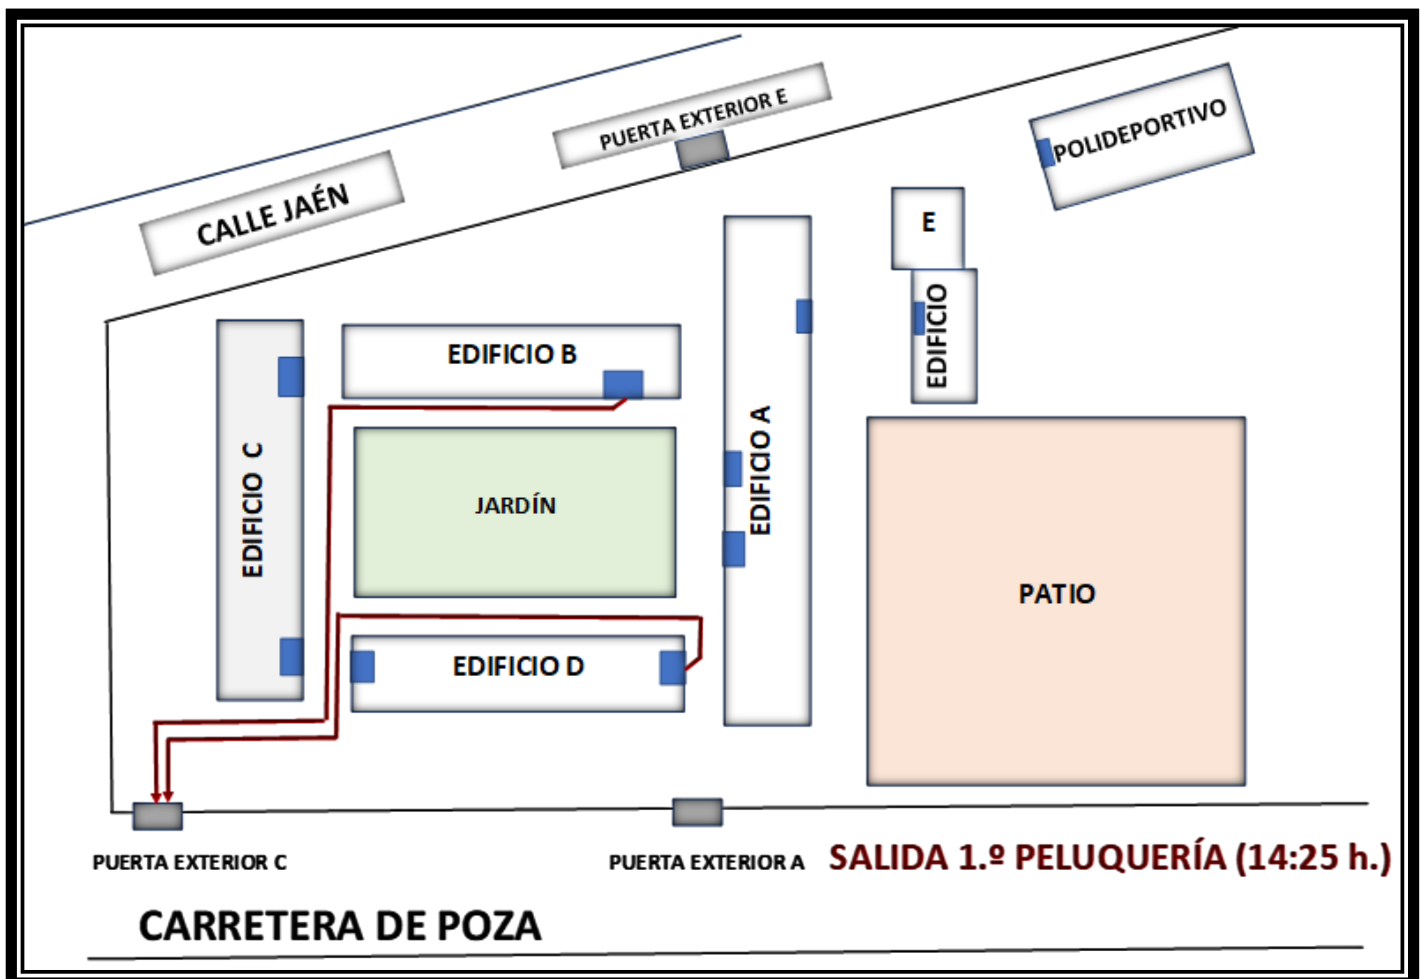 PUERTA EXTERIOR E
POLIDEPORTIVO
CALLE JAÉN
E
EDIFICIO
EDIFICIO B
EDIFICIO C
EDIFICIO A
JARDÍN
PATIO
EDIFICIO D
PUERTA EXTERIOR C
PUERTA EXTERIOR A
SALIDA 1.º PELUQUERÍA (14:25 h.)
CARRETERA DE POZA